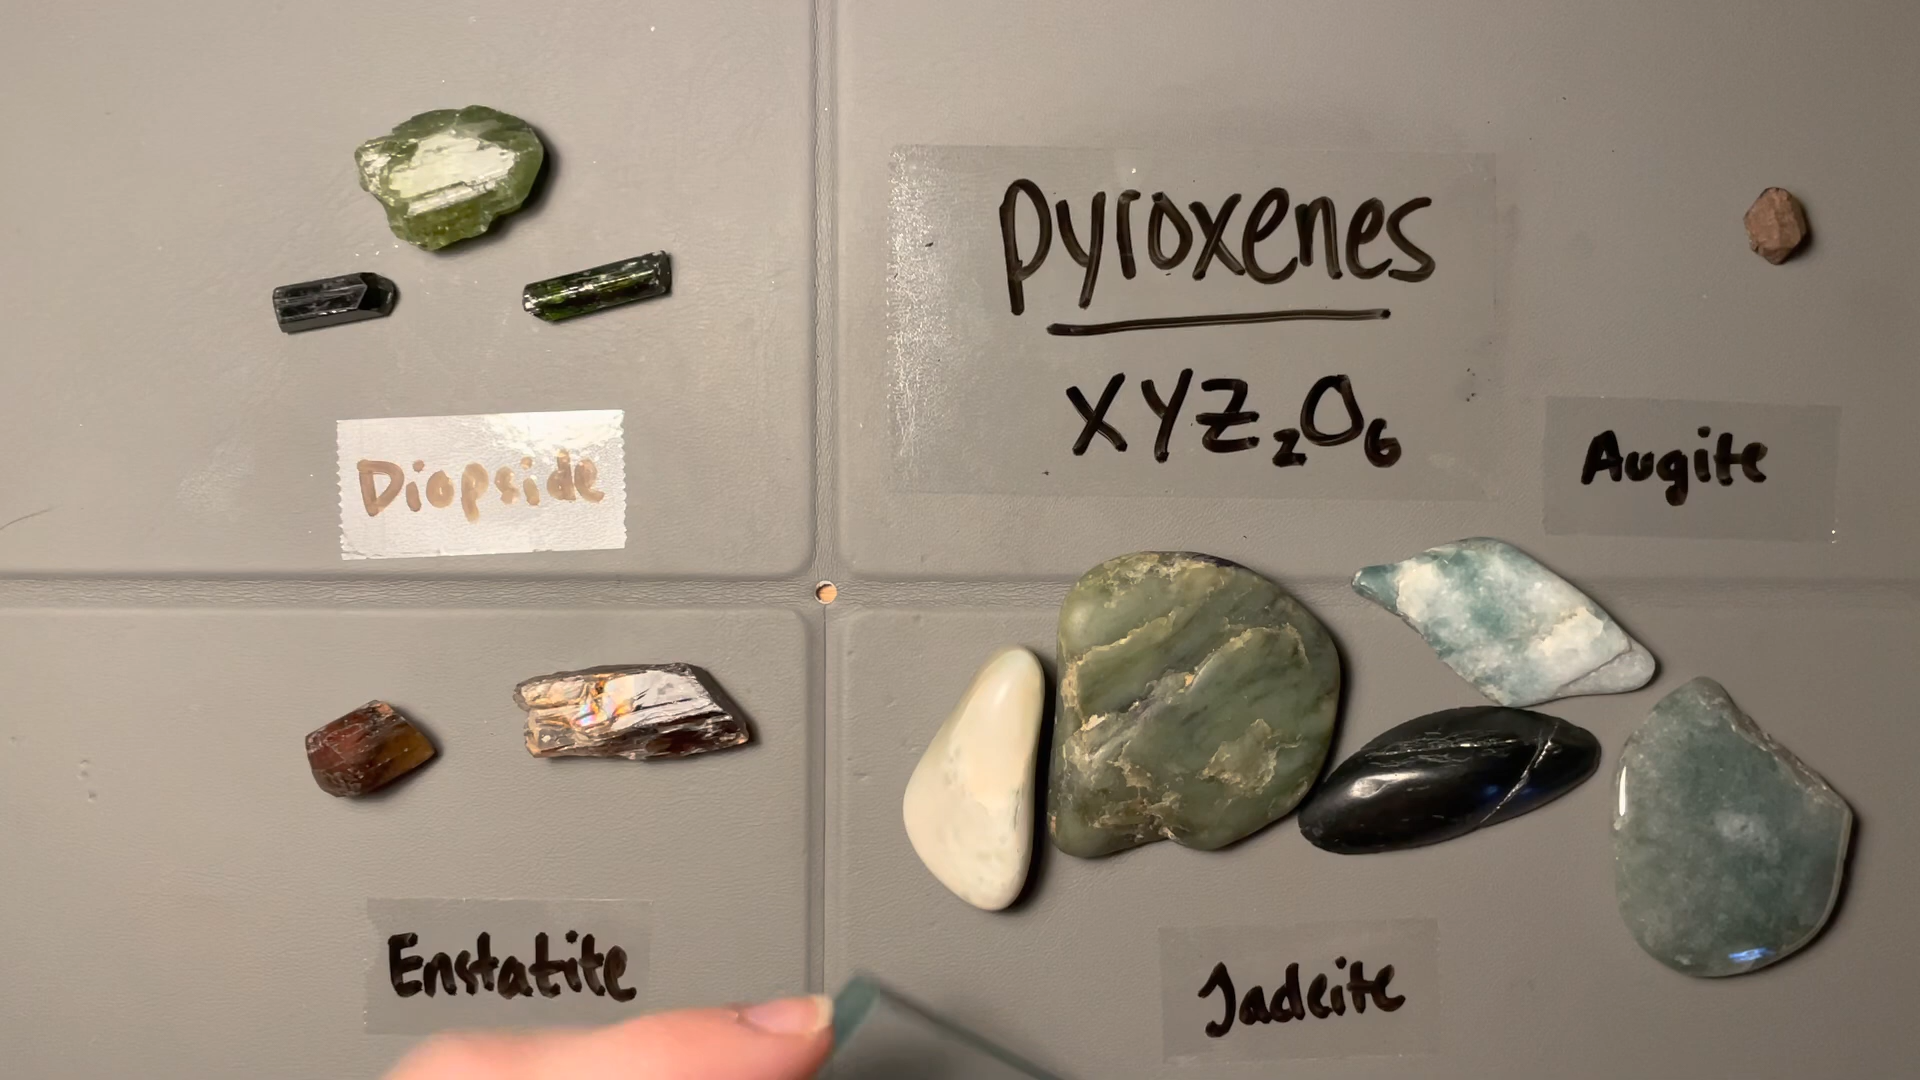 Pyroxenes
XYZ₂O₆
Augite
Diopside
Enstatite
Jadeite